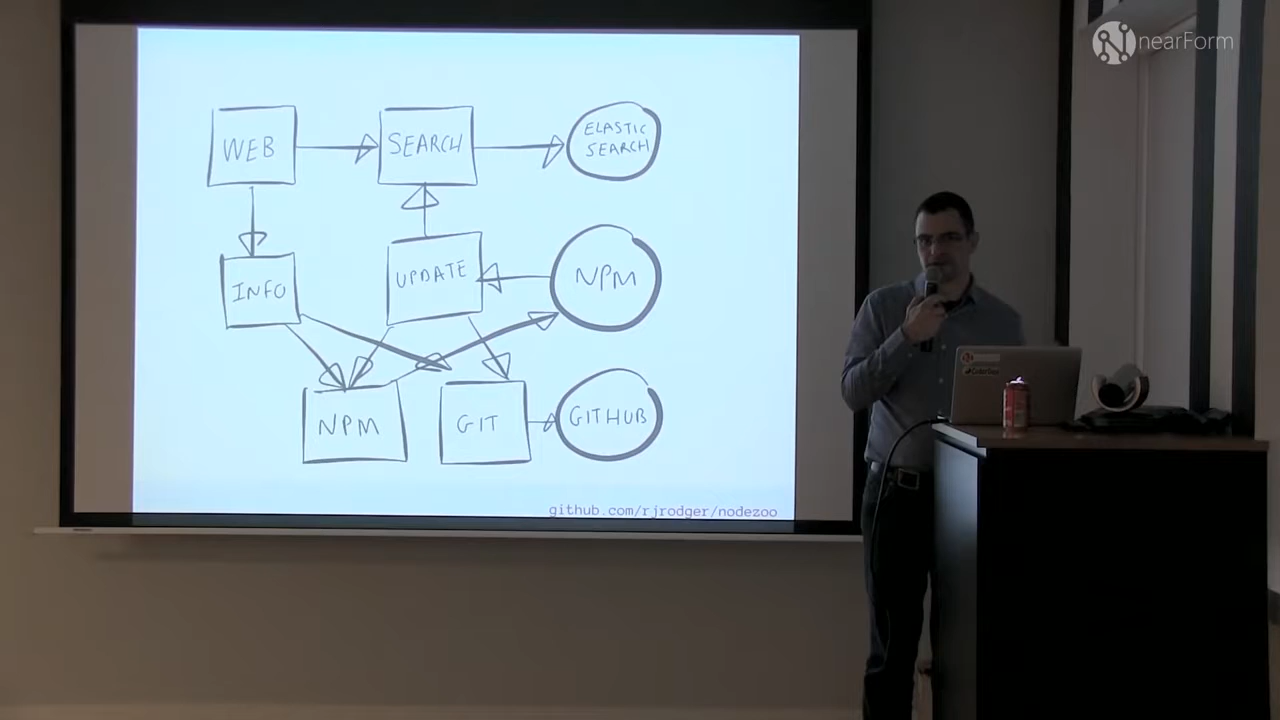 nearForm
WEB
SEARCH
ELASTIC
SEARCH
INFO
UPDATE
NPM
NPM
GIT
GITHUB
github.com/rjrodger/nodezoo